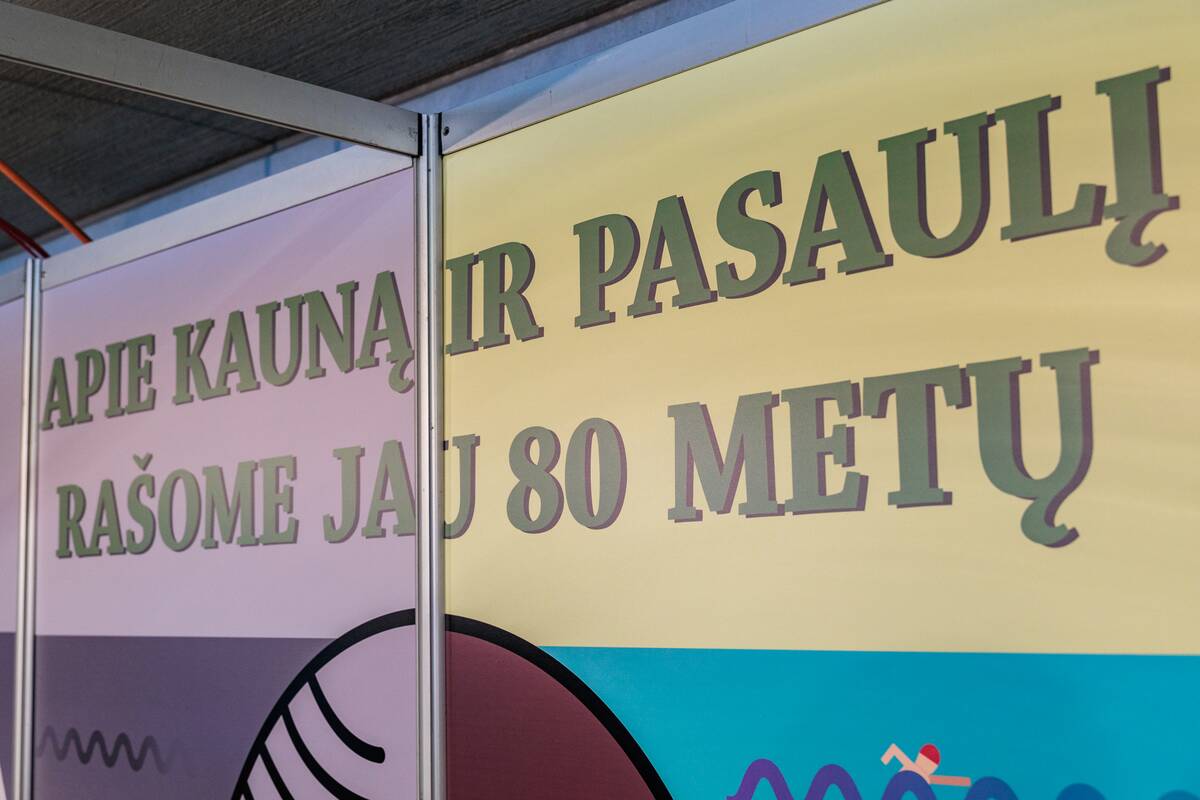 APIE KAUNĄ IR PASAULĮ
RAŠOME JAU 80 METŲ